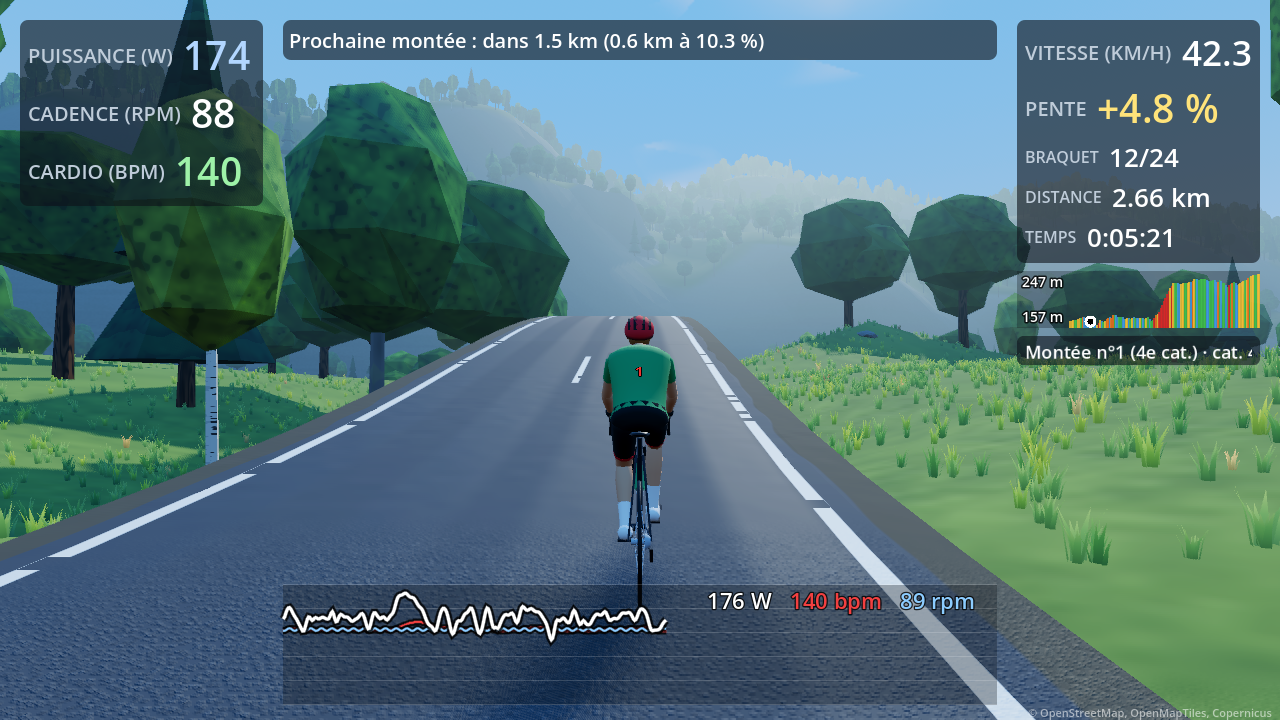 PUISSANCE (W) 174
CADENCE (RPM) 88
CARDIO (BPM) 140
Prochaine montée : dans 1.5 km (0.6 km à 10.3 %)
VITESSE (KM/H) 42.3
PENTE +4.8 %
BRAQUET 12/24
DISTANCE 2.66 km
TEMPS 0:05:21
247 m
157 m
Montée n°1 (4e cat.) · cat.
1
176 W 140 bpm 89 rpm
© OpenStreetMap, OpenMapTiles, Copernicus